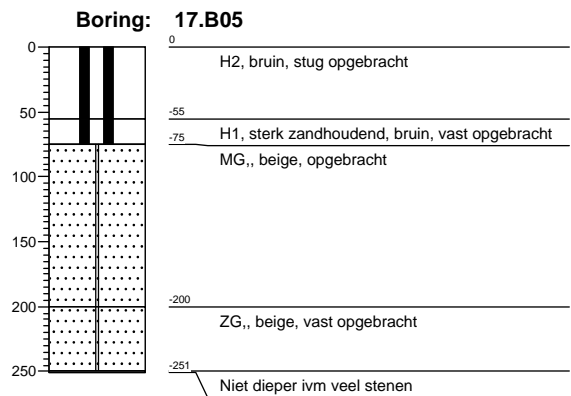 Boring: 17.B05
0
0
H2, bruin, stug opgebracht
50
-55
H1, sterk zandhoudend, bruin, vast opgebracht
-75
MG,, beige, opgebracht
100
150
200
-200
ZG,, beige, vast opgebracht
250
-251
Niet dieper ivm veel stenen